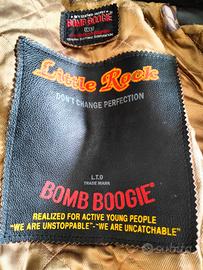 BOMB BOOGIE
Little Rock
DON'T CHANGE PERFECTION
L.T.D
TRADE MARK
BOMB BOOGIE®
REALIZED FOR ACTIVE YOUNG PEOPLE
"WE ARE UNSTOPPABLE"-"WE ARE UNCATCHABLE"
subito